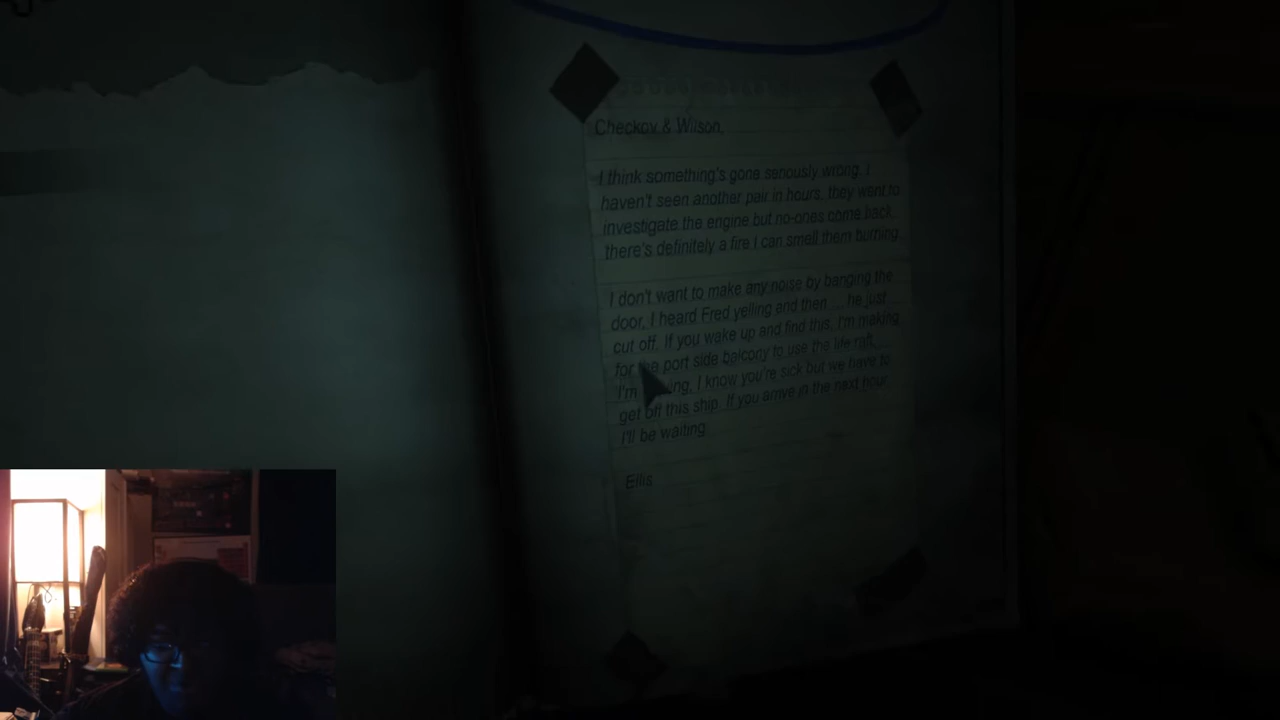 Checkov & Wilson,
I think something's gone seriously wrong. I
haven't seen another pair in hours, they went to
investigate the engine but no-ones come back,
there's definitely a fire I can smell them burning.
I don't want to make any noise by banging the
door, I heard Fred yelling and then ... he just
cut off. If you wake up and find this, I'm making
for the port side balcony to use the life raft.
I'm I know you're sick but we have to
get off this ship. If you arrive in the next hour
I'll be waiting.
Ellis